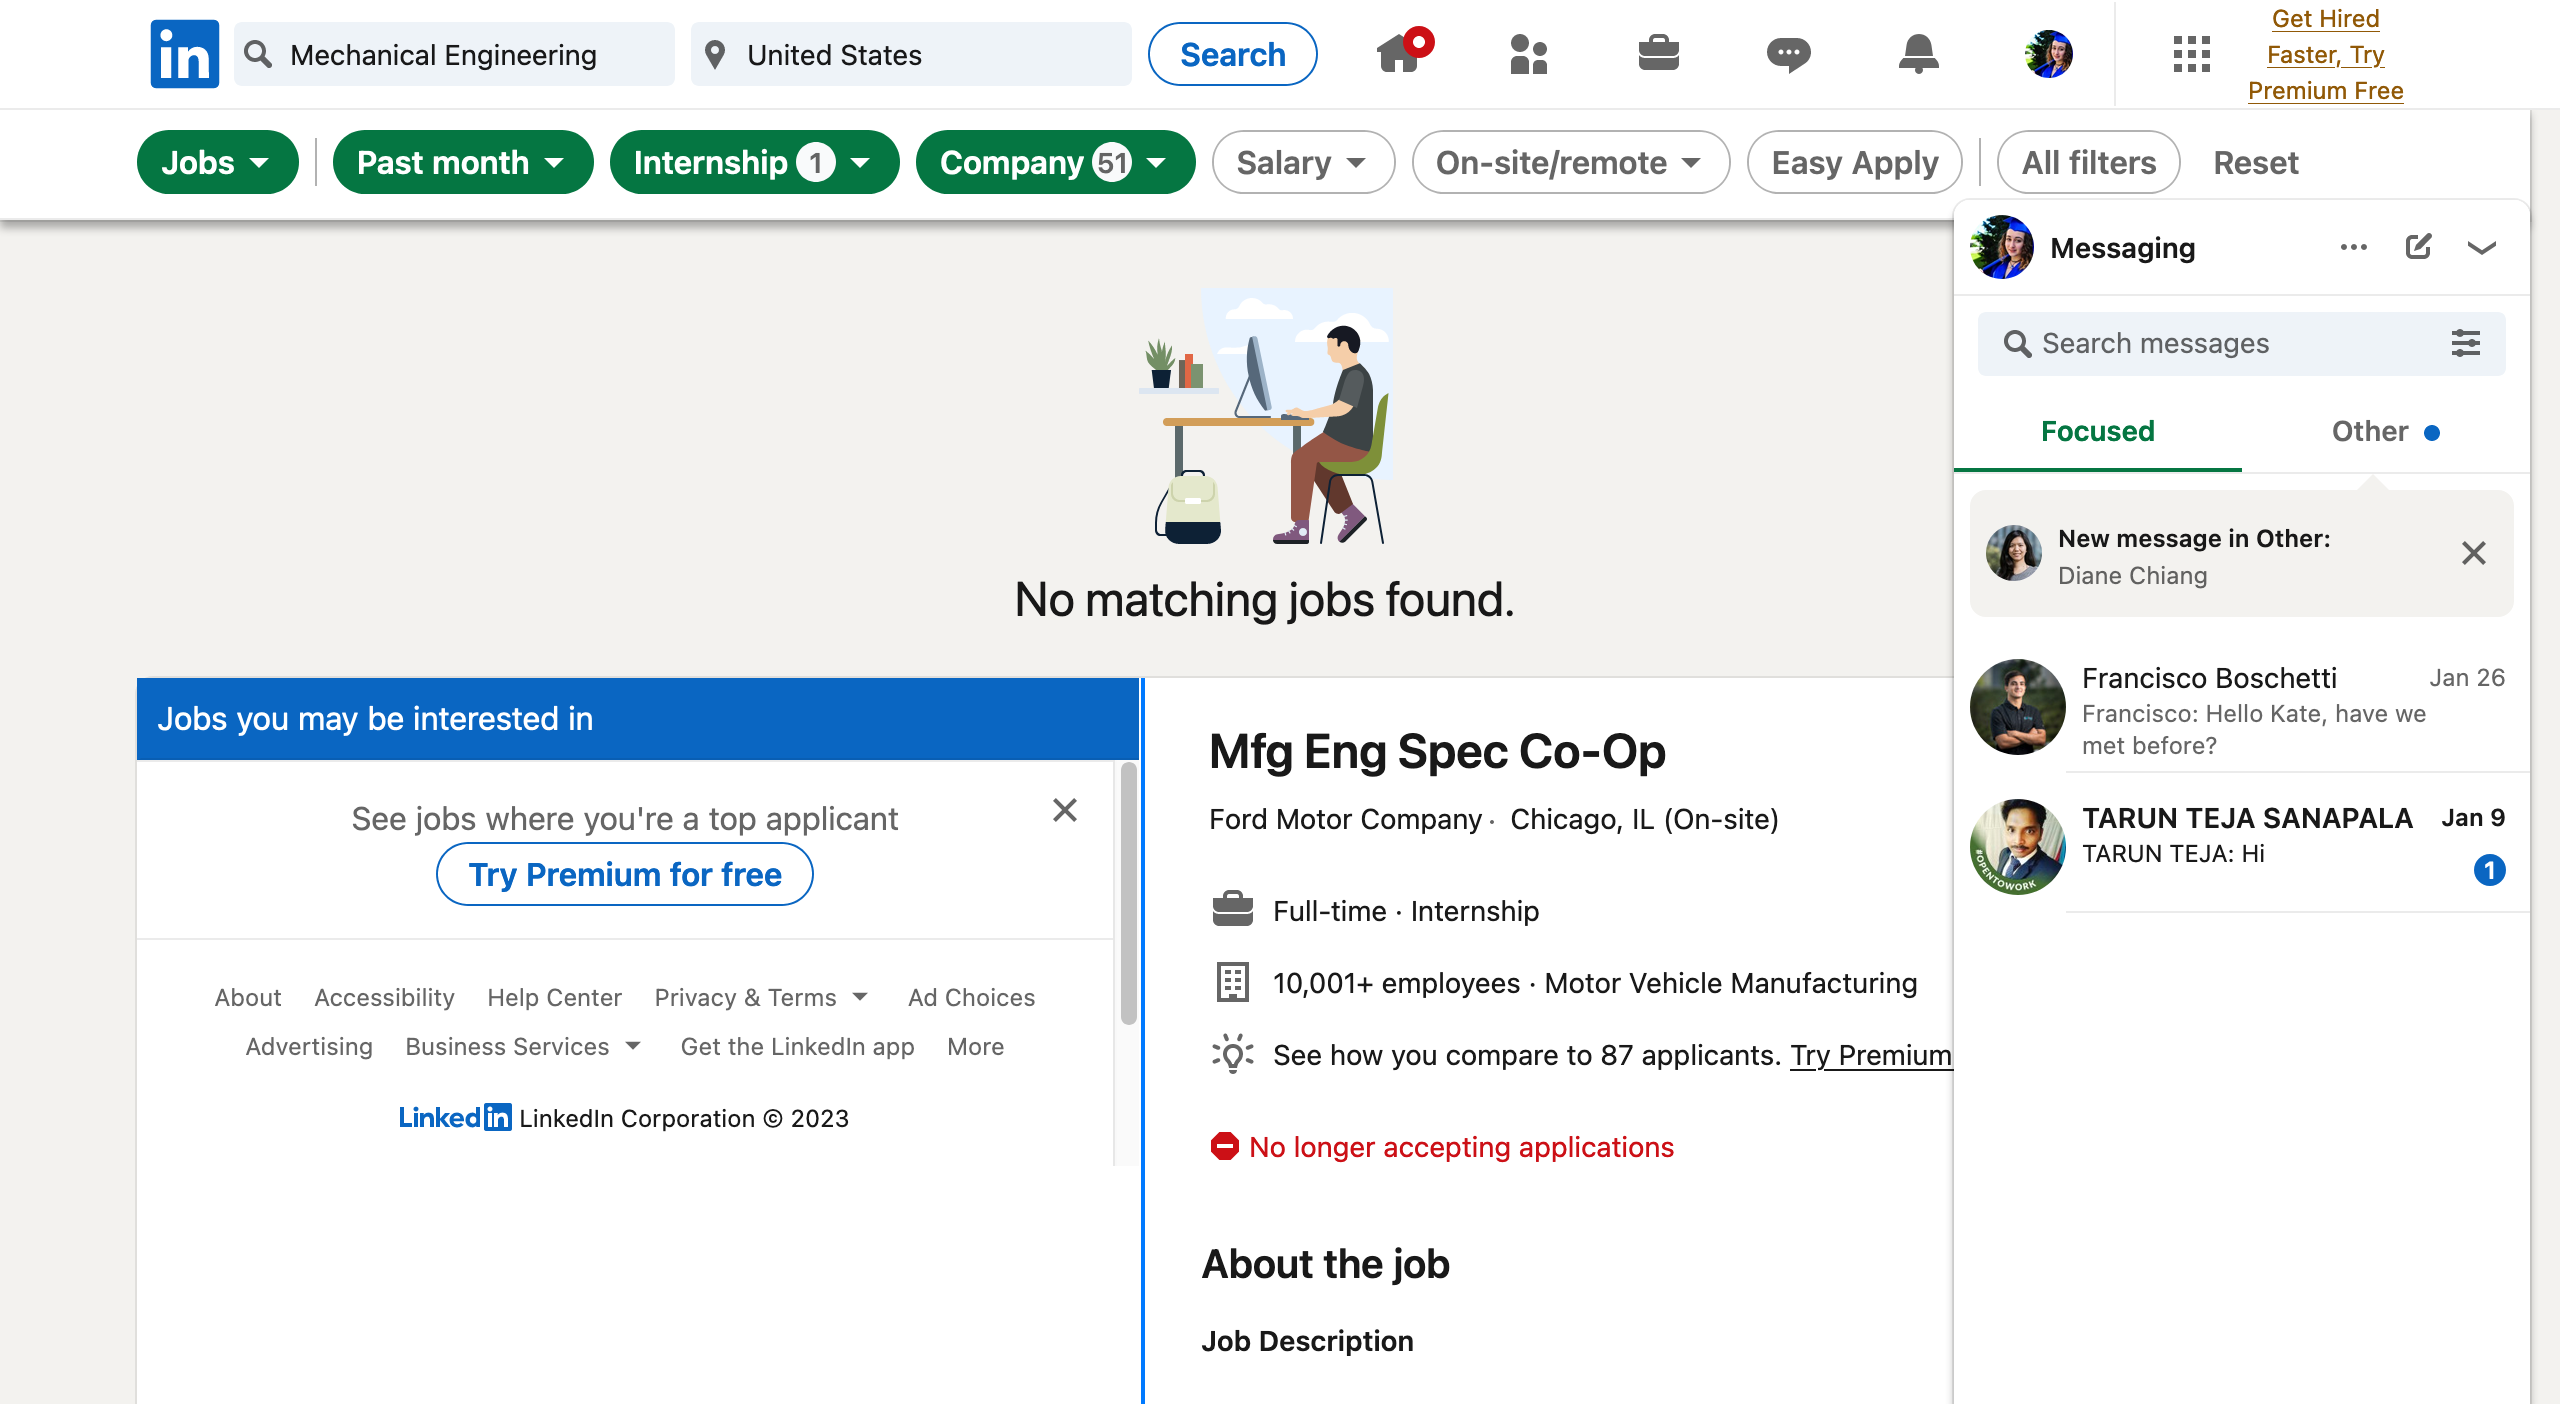 in
Mechanical Engineering
United States
Search
Get Hired
Faster, Try
Premium Free
Jobs
Past month
Internship 1
Company 51
Salary
On-site/remote
Easy Apply
All filters
Reset
No matching jobs found.
Jobs you may be interested in
See jobs where you're a top applicant
Try Premium for free
About Accessibility Help Center Privacy & Terms Ad Choices
Advertising Business Services Get the LinkedIn app More
LinkedIn LinkedIn Corporation © 2023
Mfg Eng Spec Co-Op
Ford Motor Company · Chicago, IL (On-site)
Full-time · Internship
10,001+ employees · Motor Vehicle Manufacturing
See how you compare to 87 applicants. Try Premium
No longer accepting applications
About the job
Job Description
Messaging
Search messages
Focused
Other
New message in Other:
Diane Chiang
Francisco Boschetti Jan 26
Francisco: Hello Kate, have we
met before?
TARUN TEJA SANAPALA Jan 9
TARUN TEJA: Hi
1
#OPENTOWORK